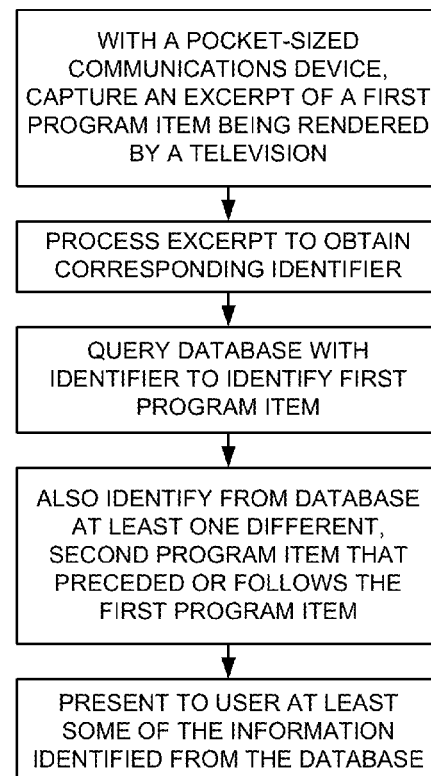 WITH A POCKET-SIZED
COMMUNICATIONS DEVICE,
CAPTURE AN EXCERPT OF A FIRST
PROGRAM ITEM BEING RENDERED
BY A TELEVISION
PROCESS EXCERPT TO OBTAIN
CORRESPONDING IDENTIFIER
QUERY DATABASE WITH
IDENTIFIER TO IDENTIFY FIRST
PROGRAM ITEM
ALSO IDENTIFY FROM DATABASE
AT LEAST ONE DIFFERENT,
SECOND PROGRAM ITEM THAT
PRECEDED OR FOLLOWS THE
FIRST PROGRAM ITEM
PRESENT TO USER AT LEAST
SOME OF THE INFORMATION
IDENTIFIED FROM THE DATABASE